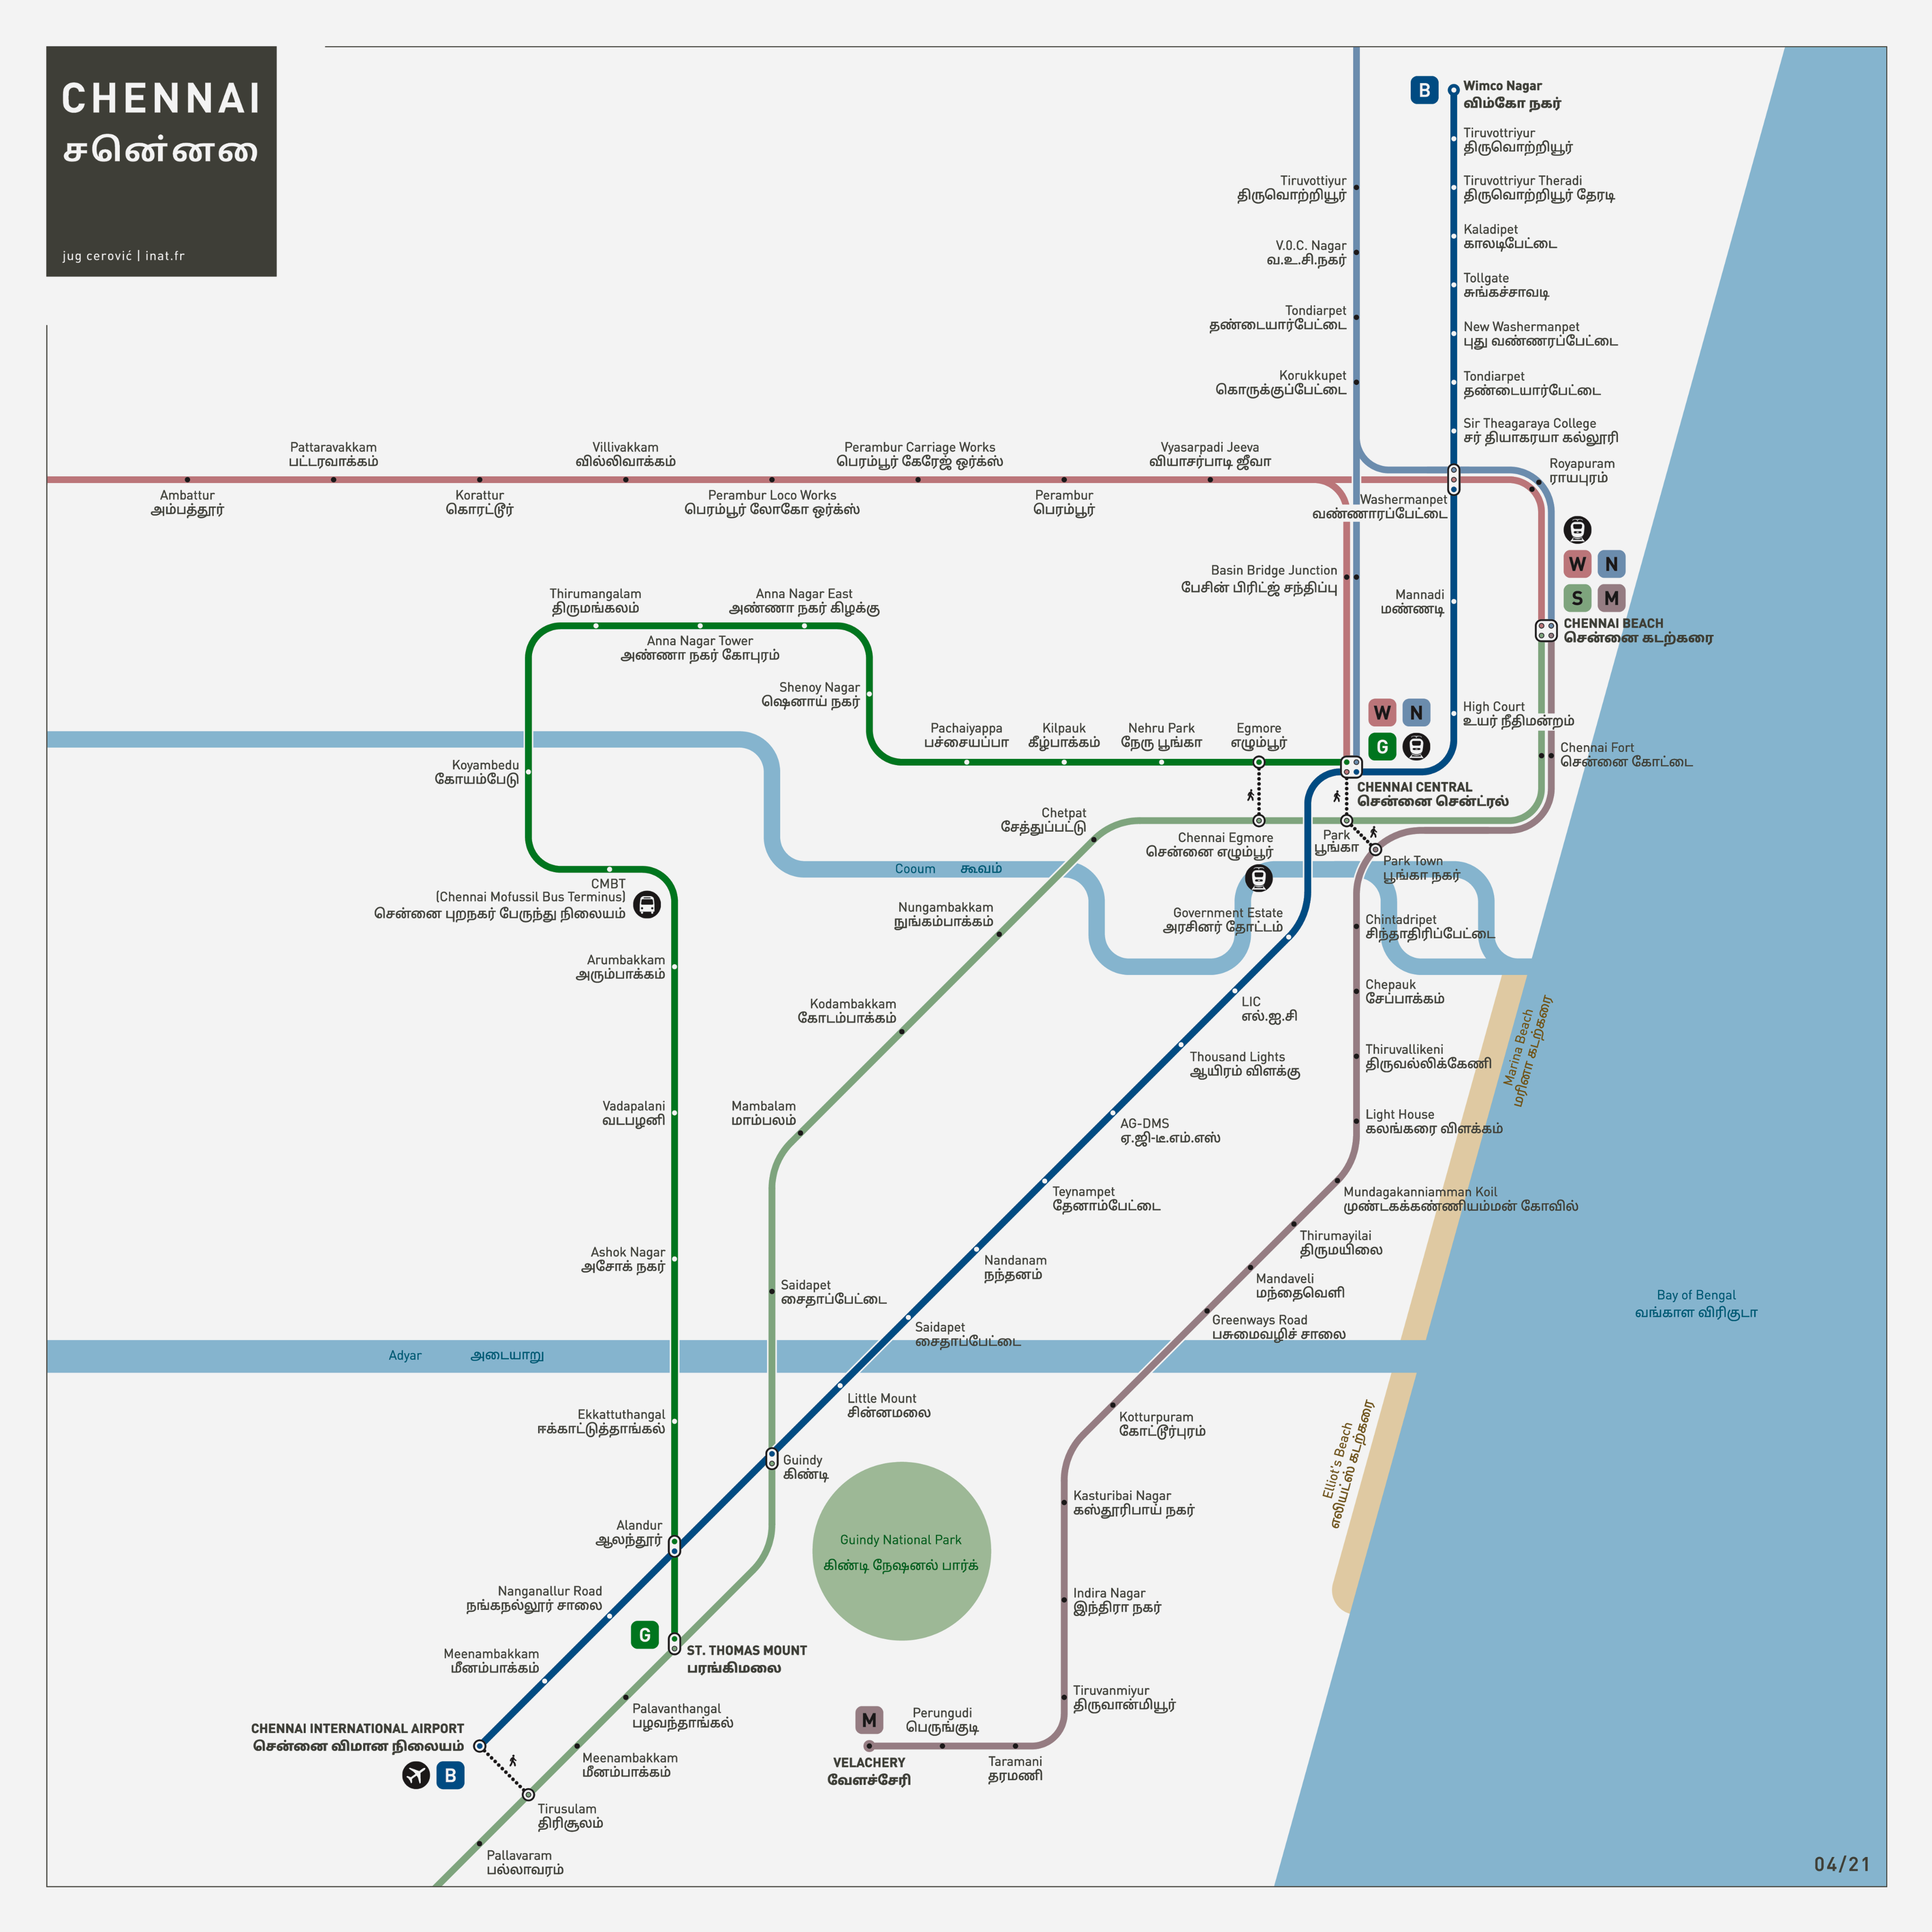 CHENNAI
சென்னை
jug cerović | inat.fr
B
Wimco Nagar
விம்கோ நகர்
Tiruvottriyur
திருவொற்றியூர்
Tiruvottiyur
திருவொற்றியூர்
Tiruvottriyur Theradi
திருவொற்றியூர் தேரடி
V.O.C. Nagar
வ.உ.சி.நகர்
Kaladipet
காலடிபேட்டை
Tollgate
சுங்கச்சாவடி
Tondiarpet
தண்டையார்பேட்டை
New Washermanpet
புது வண்ணரப்பேட்டை
Korukkupet
கொருக்குப்பேட்டை
Tondiarpet
தண்டையார்பேட்டை
Sir Theagaraya College
சர் தியாகரயா கல்லூரி
Pattaravakkam
பட்டரவாக்கம்
Villivakkam
வில்லிவாக்கம்
Perambur Carriage Works
பெரம்பூர் கேரேஜ் ஒர்க்ஸ்
Vyasarpadi Jeeva
வியாசர்பாடி ஜீவா
Royapuram
ராயபுரம்
Ambattur
அம்பத்தூர்
Korattur
கொரட்டூர்
Perambur Loco Works
பெரம்பூர் லோகோ ஒர்க்ஸ்
Perambur
பெரம்பூர்
Washermanpet
வண்ணாரப்பேட்டை
W N
S M
Basin Bridge Junction
பேசின் பிரிட்ஜ் சந்திப்பு
Mannadi
மண்ணடி
CHENNAI BEACH
சென்னை கடற்கரை
Thirumangalam
திருமங்கலம்
Anna Nagar East
அண்ணா நகர் கிழக்கு
Anna Nagar Tower
அண்ணா நகர் கோபுரம்
Shenoy Nagar
ஷெனாய் நகர்
W N
G
High Court
உயர் நீதிமன்றம்
Pachaiyappa
பச்சையப்பா
Kilpauk
கீழ்பாக்கம்
Nehru Park
நேரு பூங்கா
Egmore
எழும்பூர்
Chennai Fort
சென்னை கோட்டை
Koyambedu
கோயம்பேடு
CHENNAI CENTRAL
சென்னை சென்ட்ரல்
Chetpat
சேத்துப்பட்டு
Chennai Egmore
சென்னை எழும்பூர்
Park
பூங்கா
Park Town
பூங்கா நகர்
Cooum கூவம்
CMBT
(Chennai Mofussil Bus Terminus)
சென்னை புறநகர் பேருந்து நிலையம்
Nungambakkam
நுங்கம்பாக்கம்
Government Estate
அரசினர் தோட்டம்
Chintadripet
சிந்தாதிரிப்பேட்டை
Arumbakkam
அரும்பாக்கம்
LIC
எல்.ஐ.சி
Chepauk
சேப்பாக்கம்
Kodambakkam
கோடம்பாக்கம்
Thousand Lights
ஆயிரம் விளக்கு
Thiruvallikeni
திருவல்லிக்கேணி
Marina Beach
மரினா கடற்கரை
Vadapalani
வடபழனி
Mambalam
மாம்பலம்
AG-DMS
ஏ.ஜி-டீ.எம்.எஸ்
Light House
கலங்கரை விளக்கம்
Teynampet
தேனாம்பேட்டை
Mundagakanniamman Koil
முண்டகக்கண்ணியம்மன் கோவில்
Thirumayilai
திருமயிலை
Ashok Nagar
அசோக் நகர்
Nandanam
நந்தனம்
Mandaveli
மந்தைவெளி
Saidapet
சைதாப்பேட்டை
Bay of Bengal
வங்காள விரிகுடா
Greenways Road
பசுமைவழிச் சாலை
Saidapet
சைதாப்பேட்டை
Adyar அடையாறு
Little Mount
சின்னமலை
Ekkattuthangal
ஈக்காட்டுத்தாங்கல்
Kotturpuram
கோட்டூர்புரம்
Elliot's Beach
எலியட்ஸ் கடற்கரை
Guindy
கிண்டி
Kasturibai Nagar
கஸ்தூரிபாய் நகர்
Alandur
ஆலந்தூர்
Guindy National Park
கிண்டி நேஷனல் பார்க்
Nanganallur Road
நங்கநல்லூர் சாலை
Indira Nagar
இந்திரா நகர்
G
ST. THOMAS MOUNT
பரங்கிமலை
Meenambakkam
மீனம்பாக்கம்
Palavanthangal
பழவந்தாங்கல்
Tiruvanmiyur
திருவான்மியூர்
M
Perungudi
பெருங்குடி
CHENNAI INTERNATIONAL AIRPORT
சென்னை விமான நிலையம்
B
Meenambakkam
மீனம்பாக்கம்
VELACHERY
வேளச்சேரி
Taramani
தரமணி
Tirusulam
திரிசூலம்
Pallavaram
பல்லாவரம்
04/21